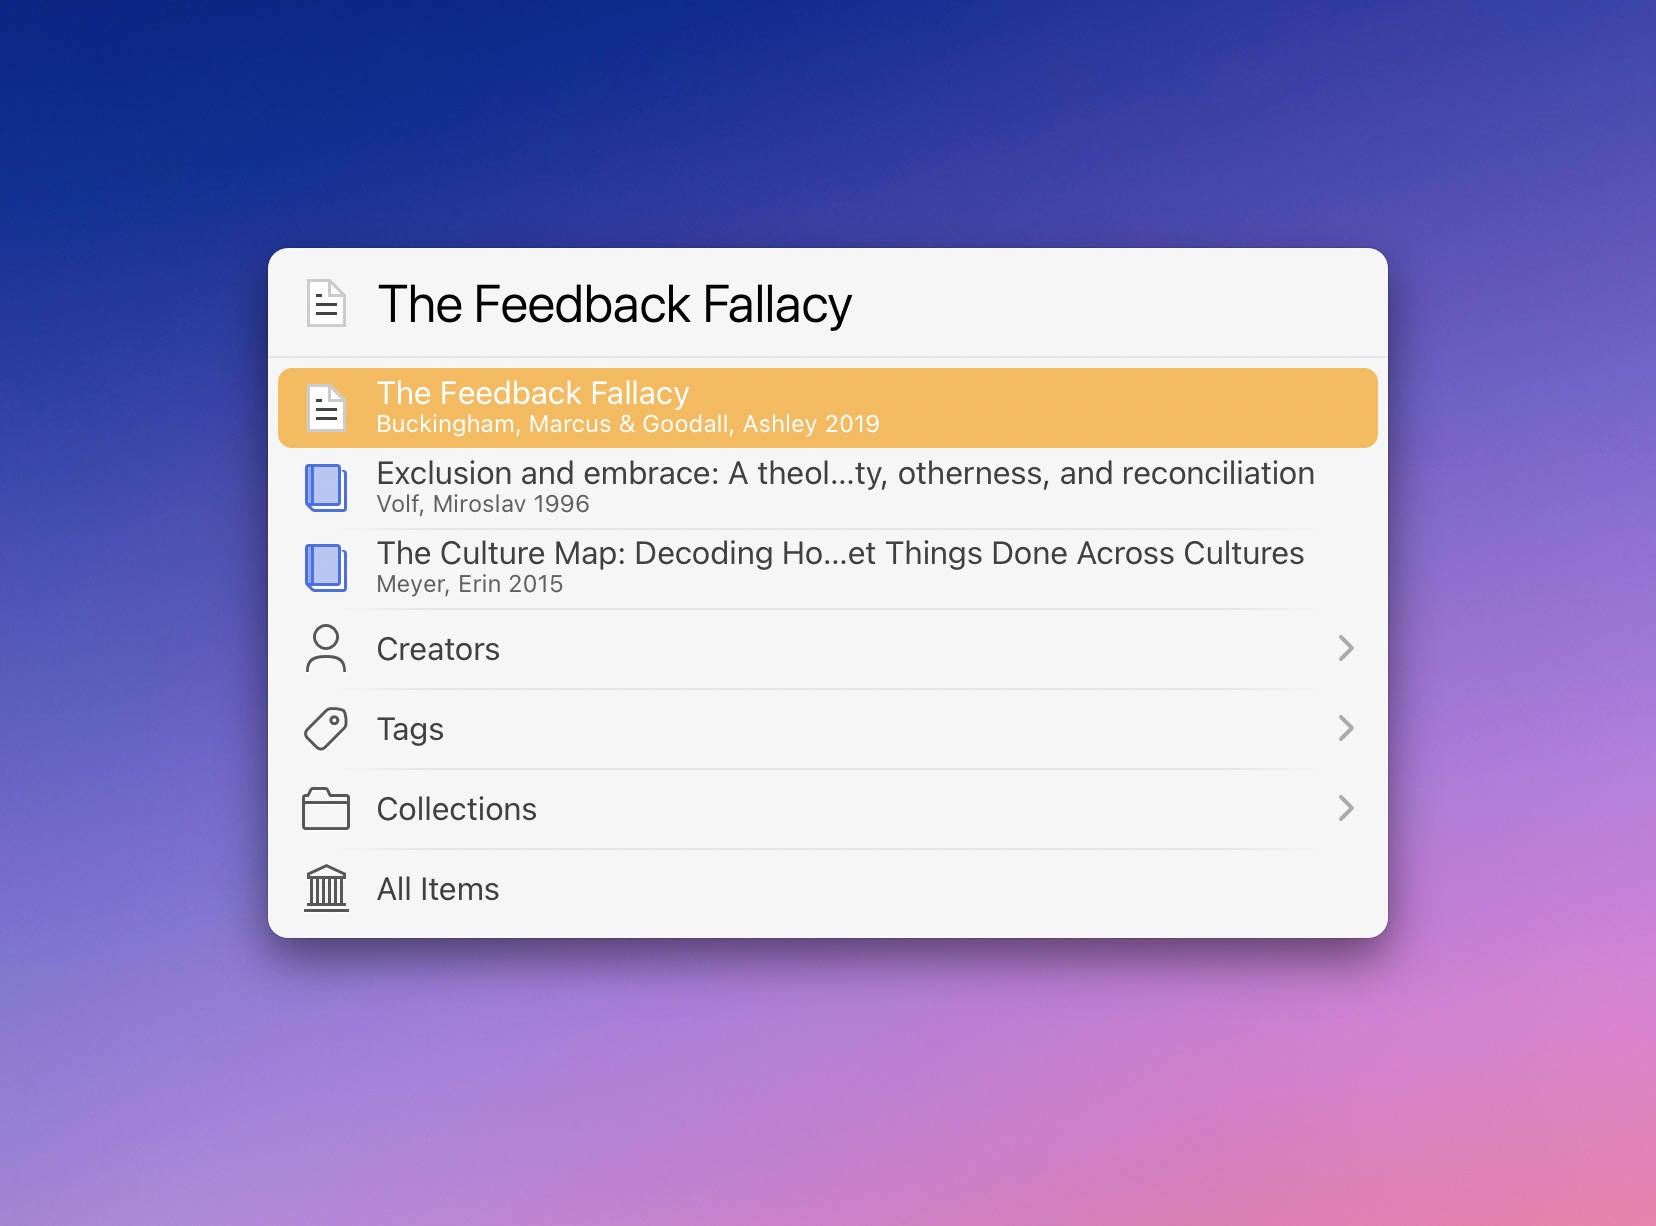 The Feedback Fallacy
The Feedback Fallacy
Buckingham, Marcus & Goodall, Ashley 2019
Exclusion and embrace: A theol...ty, otherness, and reconciliation
Volf, Miroslav 1996
The Culture Map: Decoding Ho...et Things Done Across Cultures
Meyer, Erin 2015
Creators
Tags
Collections
All Items